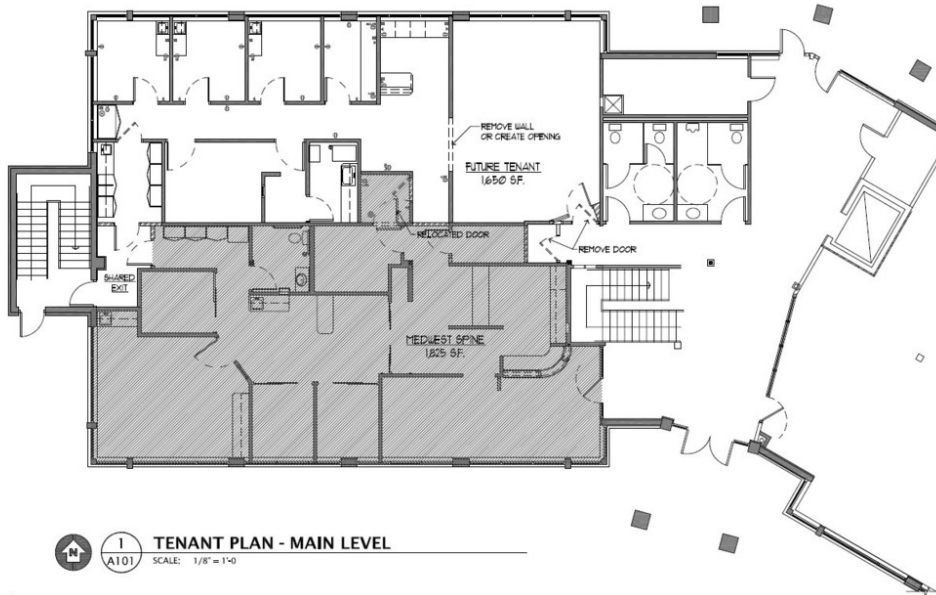 REMOVE WALL
OR CREATE OPENING
FUTURE TENANT
1,650 S.F.
RELOCATED DOOR
REMOVE DOOR
SHARED
EXIT
MEDWEST SPINE
1,825 S.F.
N
1
A101
TENANT PLAN - MAIN LEVEL
SCALE: 1/8" = 1'-0